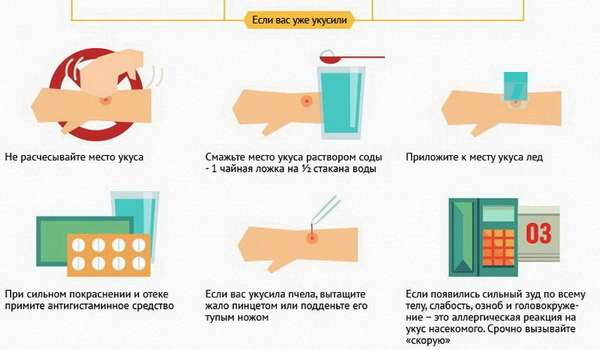 Если вас уже укусили
Не расчесывайте место укуса
Смажьте место укуса раствором соды
- 1 чайная ложка на ½ стакана воды
Приложите к месту укуса лед
03
При сильном покраснении и отеке
примите антигистаминное средство
Если вас укусила пчела, вытащите
жало пинцетом или подденьте его
тупым ножом
Если появились сильный зуд по всему
телу, слабость, озноб и головокруже-
ние – это аллергическая реакция на
укус насекомого. Срочно вызывайте
«скорую»